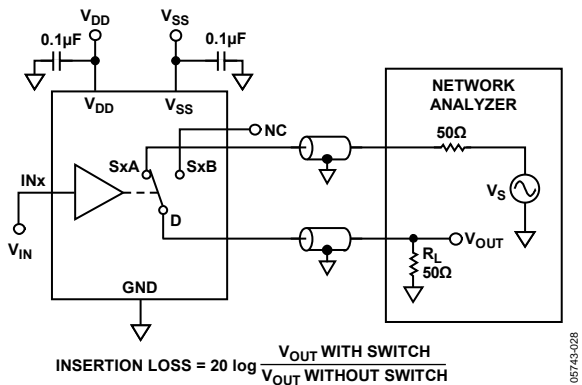 VDD
VSS
0.1µF
0.1µF
VDD
VSS
NETWORK
ANALYZER
NC
50Ω
SxA
SxB
INx
VS
D
VOUT
VIN
RL
50Ω
GND
INSERTION LOSS = 20 log VOUT WITH SWITCH
VOUT WITHOUT SWITCH
05743-028